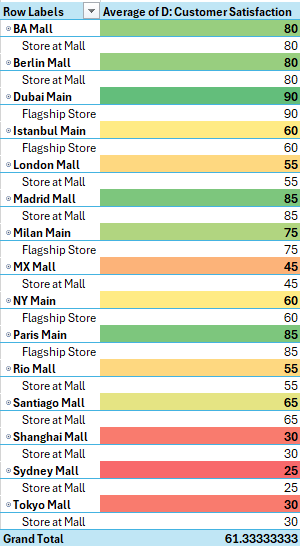 Row Labels Average of D: Customer Satisfaction
BA Mall 80
Store at Mall 80
Berlin Mall 80
Store at Mall 80
Dubai Main 90
Flagship Store 90
Istanbul Main 60
Flagship Store 60
London Mall 55
Store at Mall 55
Madrid Mall 85
Store at Mall 85
Milan Main 75
Flagship Store 75
MX Mall 45
Store at Mall 45
NY Main 60
Flagship Store 60
Paris Main 85
Flagship Store 85
Rio Mall 55
Store at Mall 55
Santiago Mall 65
Store at Mall 65
Shanghai Mall 30
Store at Mall 30
Sydney Mall 25
Store at Mall 25
Tokyo Mall 30
Store at Mall 30
Grand Total 61.33333333